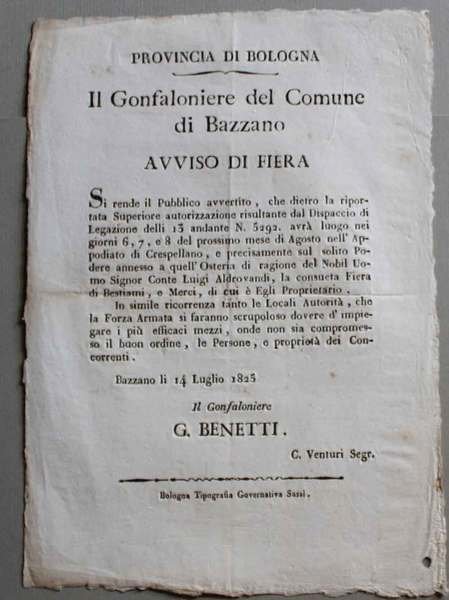 PROVINCIA DI BOLOGNA
Il Gonfaloniere del Comune
di Bazzano
AVVISO DI FIERA
Si rende il Pubblico avvertito, che dietro la ripor-
tata Superiore autorizzazione risultante dal Dispaccio di
Legazione delli 13 andante N. 5292. avrà luogo nei
giorni 6, 7, e 8 del prossimo mese di Agosto nell' Ap-
podiato di Crespellano, e precisamente sul solito Po-
dere annesso a quell'Osteria di ragione del Nobil Uo-
mo Signor Conte Luigi Aldrovandi, la consueta Fiera
di Bestiami, e Merci, di cui è Egli Proprietario.
In simile ricorrenza tanto le Locali Autorità, che
la Forza Armata si faranno scrupoloso dovere d' impie-
gare i più efficaci mezzi, onde non sia compromes-
so il buon ordine, le Persone, e proprietà dei Con-
correnti.
Bazzano li 14 Luglio 1825
Il Gonfaloniere
G. BENETTI.
C. Venturi Segr.
Bologna Tipografia Governativa Sassi.